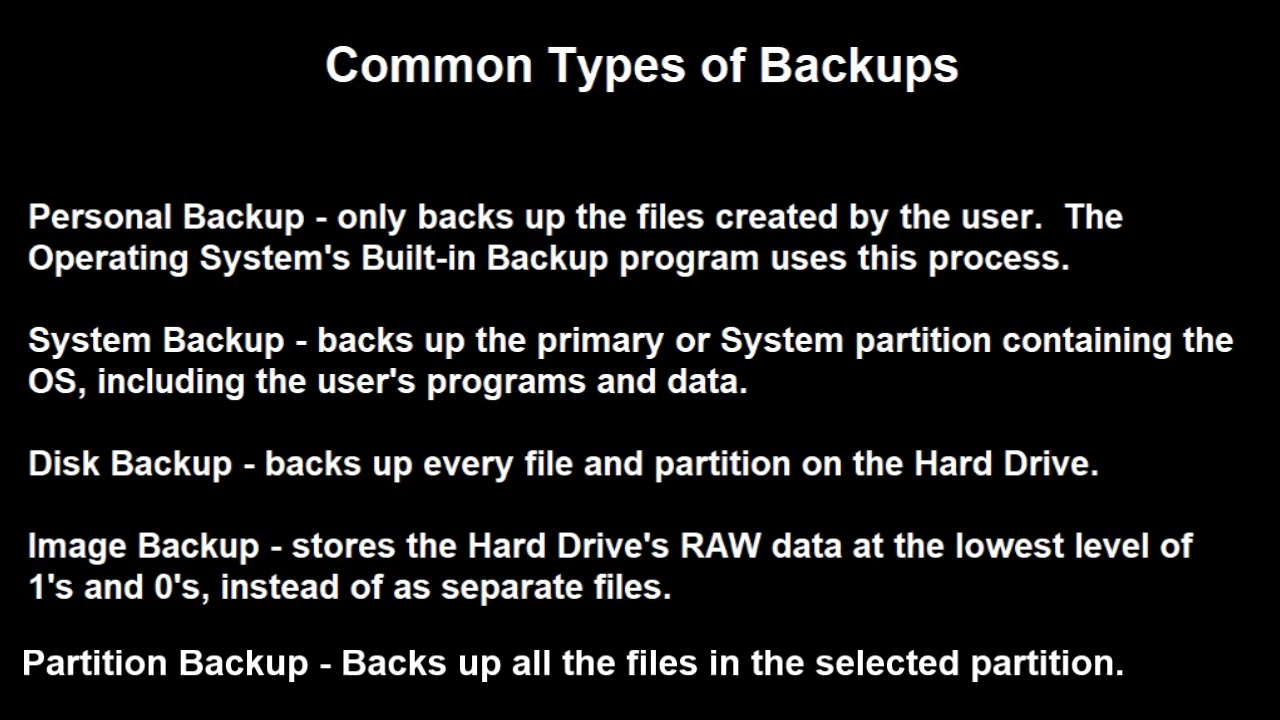 Common Types of Backups
Personal Backup - only backs up the files created by the user.  The
Operating System's Built-in Backup program uses this process.
System Backup - backs up the primary or System partition containing the
OS, including the user's programs and data.
Disk Backup - backs up every file and partition on the Hard Drive.
Image Backup - stores the Hard Drive's RAW data at the lowest level of
1's and 0's, instead of as separate files.
Partition Backup - Backs up all the files in the selected partition.